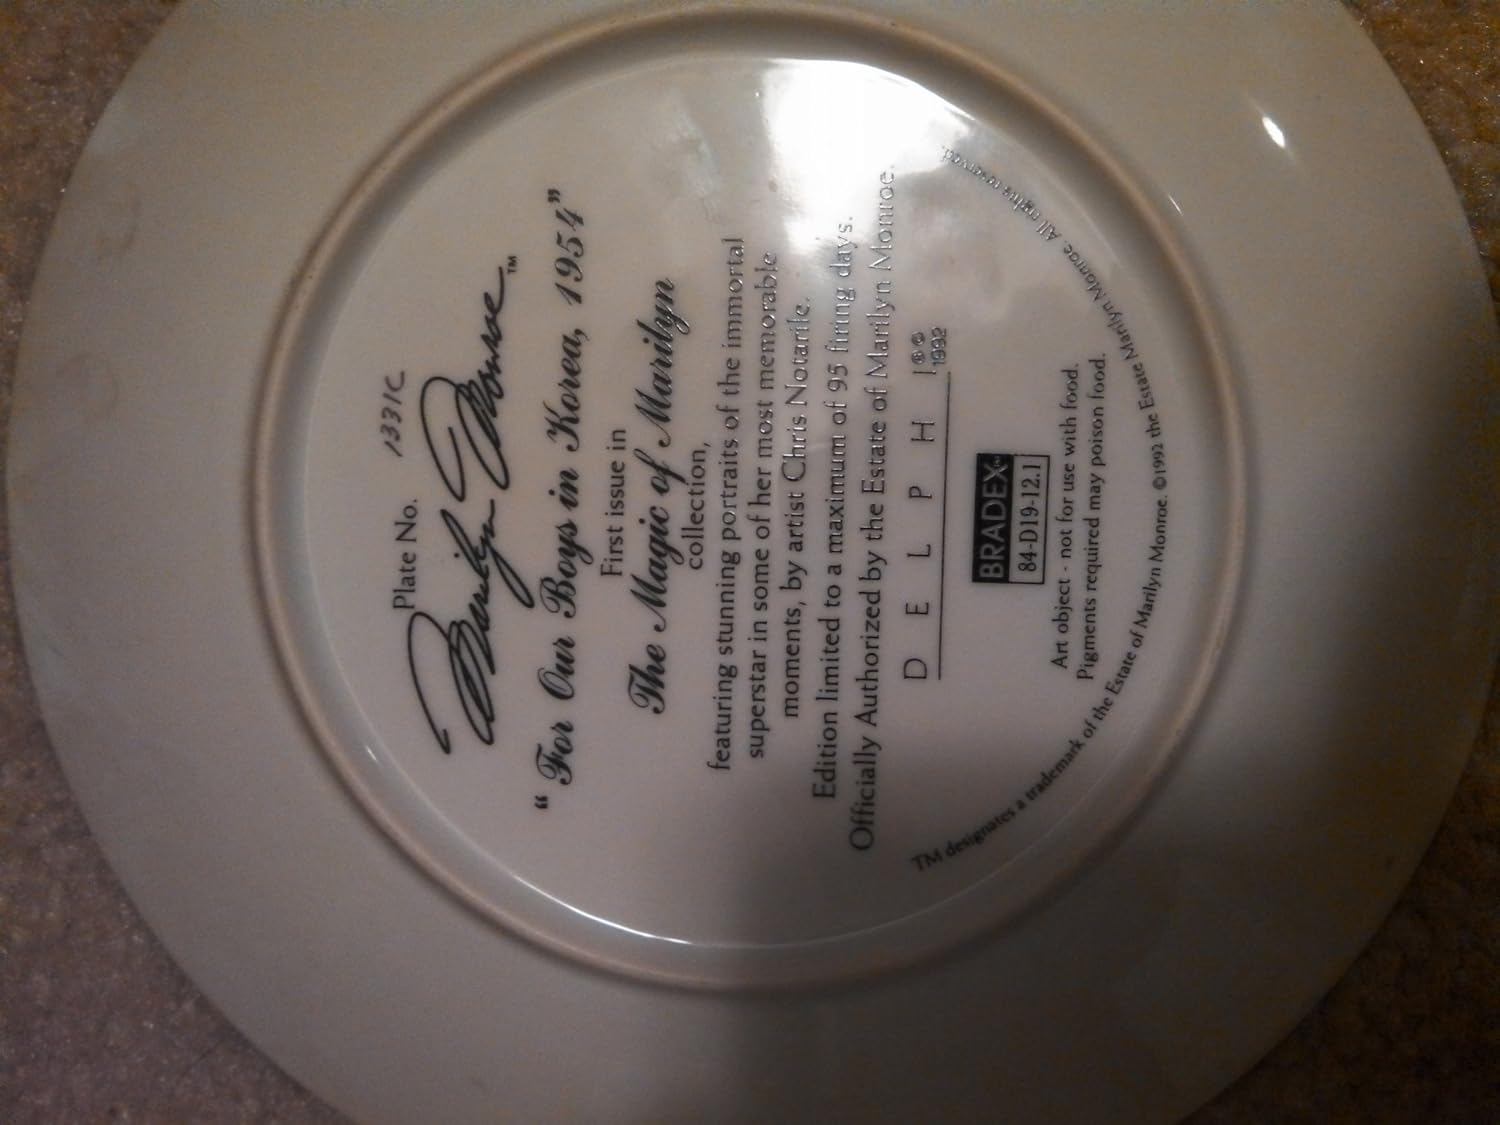 Plate No. 1331C
Marilyn Monroe™
“For Our Boys in Korea, 1954”
First issue in
The Magic of Marilyn
collection,
featuring stunning portraits of the immortal
superstar in some of her most memorable
moments, by artist Chris Notarile.
Edition limited to a maximum of 95 firing days.
Officially Authorized by the Estate of Marilyn Monroe.
DELPHI®©
1992
BRADEX
84-D19-12.1
Art object - not for use with food.
Pigments required may poison food.
TM designates a trademark of the Estate of Marilyn Monroe. ©1992 the Estate Marilyn Monroe. All rights reserved.